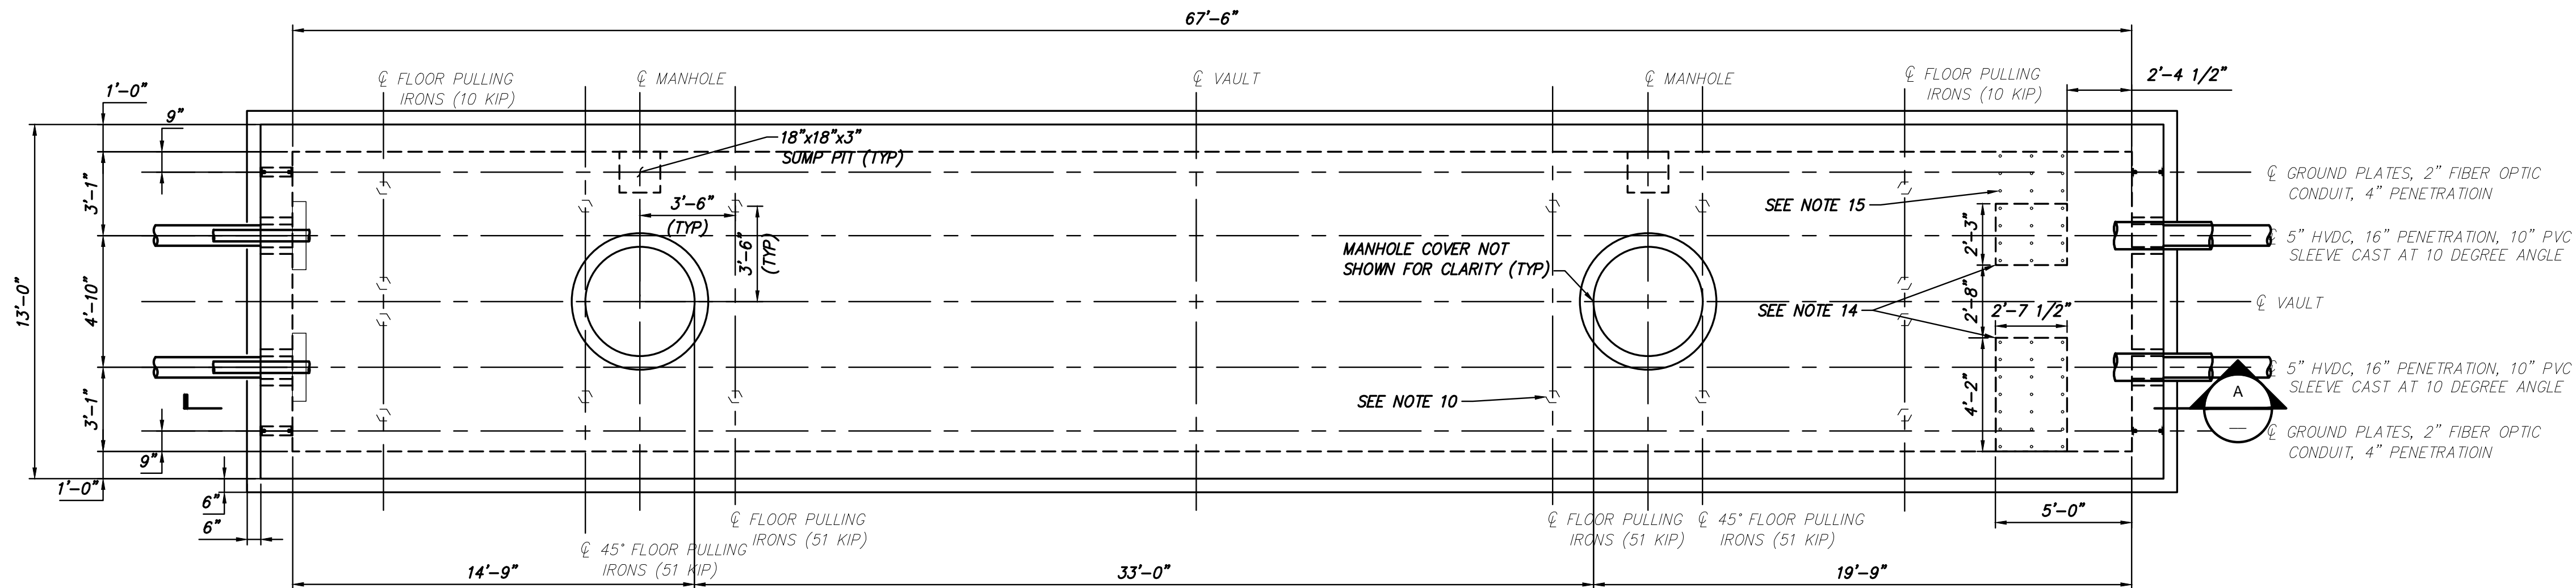 67'-6"
℄ FLOOR PULLING
IRONS (10 KIP)
℄ MANHOLE
℄ VAULT
℄ MANHOLE
℄ FLOOR PULLING
IRONS (10 KIP)
2'-4 1/2"
1'-0"
9"
18"x18"x3"
SUMP PIT (TYP)
3'-1"
3'-6"
(TYP)
3'-6"
(TYP)
SEE NOTE 15
℄ GROUND PLATES, 2" FIBER OPTIC
CONDUIT, 4" PENETRATIOIN
MANHOLE COVER NOT
SHOWN FOR CLARITY (TYP)
2'-3"
℄ 5" HVDC, 16" PENETRATION, 10" PVC
SLEEVE CAST AT 10 DEGREE ANGLE
13'-0"
4'-10"
2'-8"
SEE NOTE 14
2'-7 1/2"
℄ VAULT
℄ 5" HVDC, 16" PENETRATION, 10" PVC
SLEEVE CAST AT 10 DEGREE ANGLE
A
–
3'-1"
SEE NOTE 10
4'-2"
℄ GROUND PLATES, 2" FIBER OPTIC
CONDUIT, 4" PENETRATIOIN
9"
1'-0"
6"
6"
℄ FLOOR PULLING
IRONS (51 KIP)
℄ 45° FLOOR PULLING
IRONS (51 KIP)
℄ FLOOR PULLING
IRONS (51 KIP)
℄ 45° FLOOR PULLING
IRONS (51 KIP)
5'-0"
14'-9"
33'-0"
19'-9"